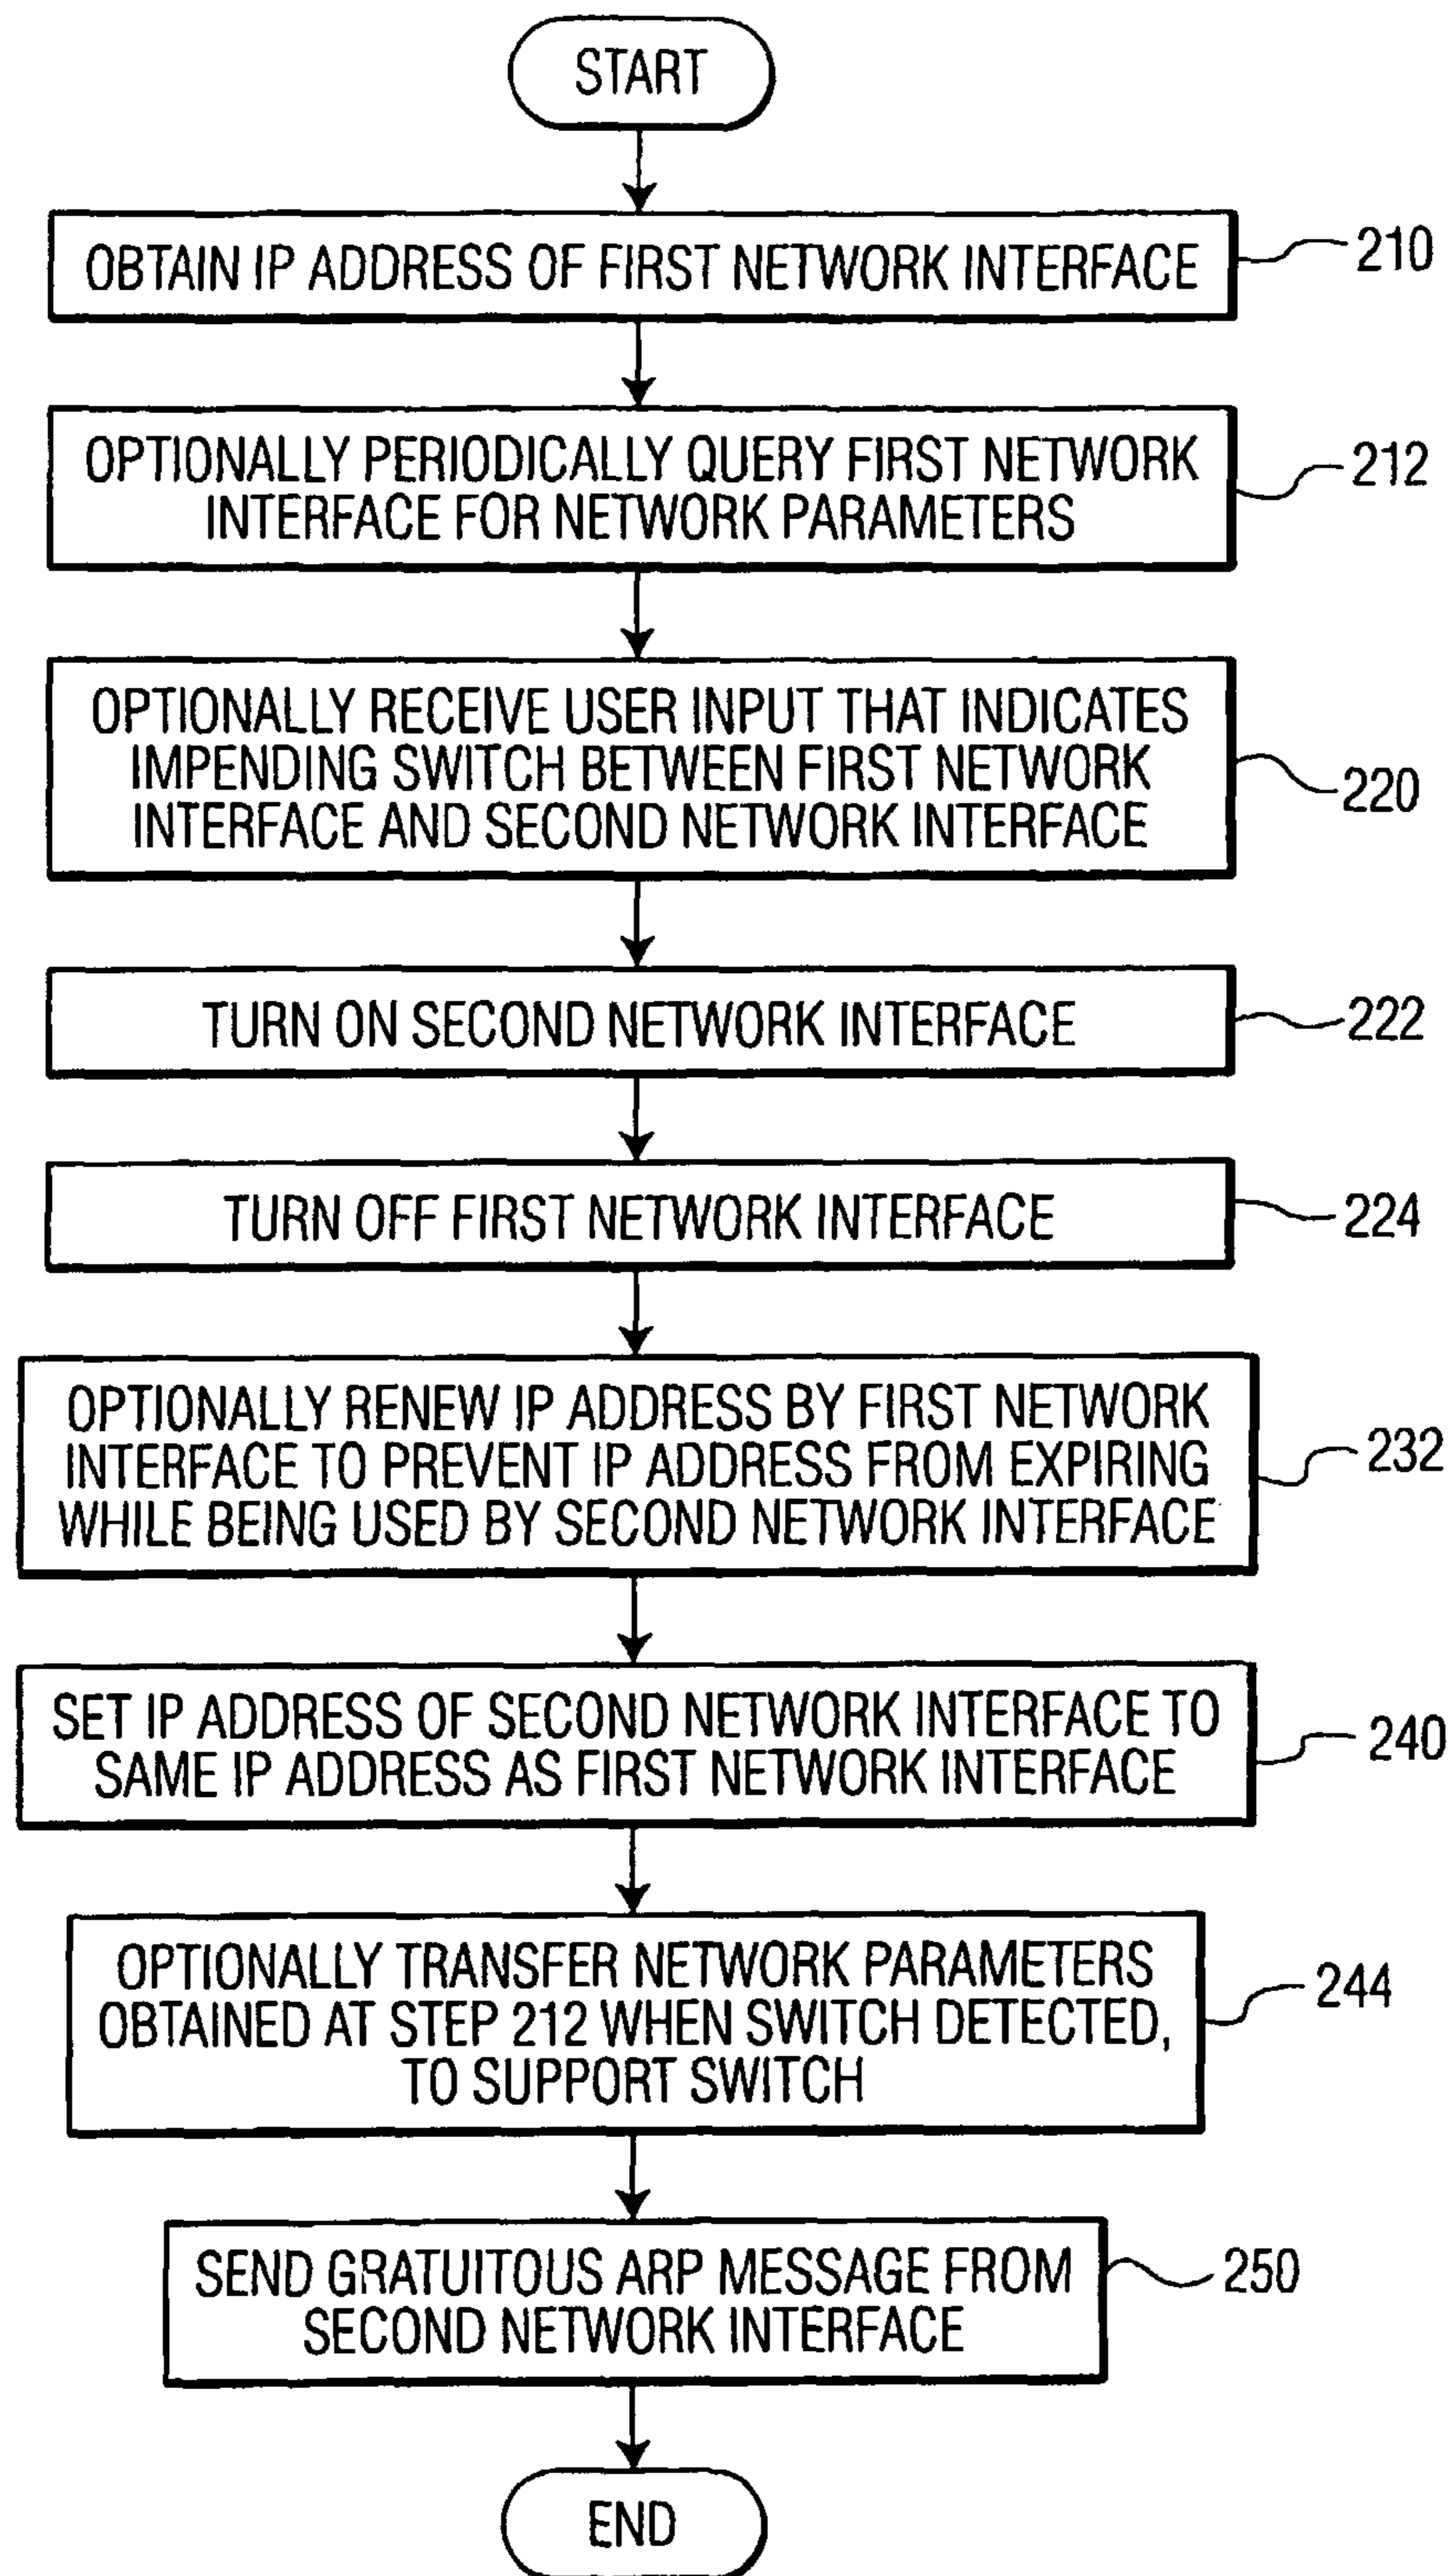 START
OBTAIN IP ADDRESS OF FIRST NETWORK INTERFACE
210
OPTIONALLY PERIODICALLY QUERY FIRST NETWORK
INTERFACE FOR NETWORK PARAMETERS
212
OPTIONALLY RECEIVE USER INPUT THAT INDICATES
IMPENDING SWITCH BETWEEN FIRST NETWORK
INTERFACE AND SECOND NETWORK INTERFACE
220
TURN ON SECOND NETWORK INTERFACE
222
TURN OFF FIRST NETWORK INTERFACE
224
OPTIONALLY RENEW IP ADDRESS BY FIRST NETWORK
INTERFACE TO PREVENT IP ADDRESS FROM EXPIRING
WHILE BEING USED BY SECOND NETWORK INTERFACE
232
SET IP ADDRESS OF SECOND NETWORK INTERFACE TO
SAME IP ADDRESS AS FIRST NETWORK INTERFACE
240
OPTIONALLY TRANSFER NETWORK PARAMETERS
OBTAINED AT STEP 212 WHEN SWITCH DETECTED,
TO SUPPORT SWITCH
244
SEND GRATUITOUS ARP MESSAGE FROM
SECOND NETWORK INTERFACE
250
END